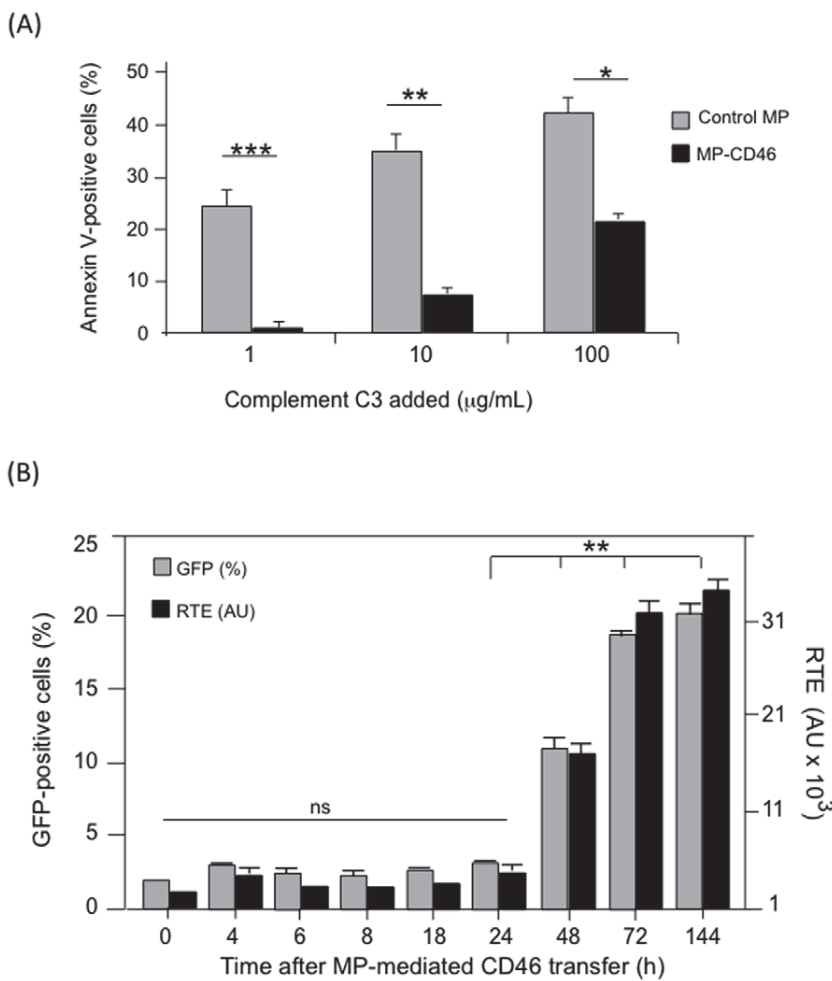 (A)
Annexin V-positive cells (%)
50
40
30
20
10
0
***
**
*
Control MP
MP-CD46
1 10 100
Complement C3 added (μg/mL)
(B)
GFP-positive cells (%)
25
20
15
10
5
0
GFP (%)
RTE (AU)
ns
**
31
21
11
1
RTE (AU x 10³)
0 4 6 8 18 24 48 72 144
Time after MP-mediated CD46 transfer (h)